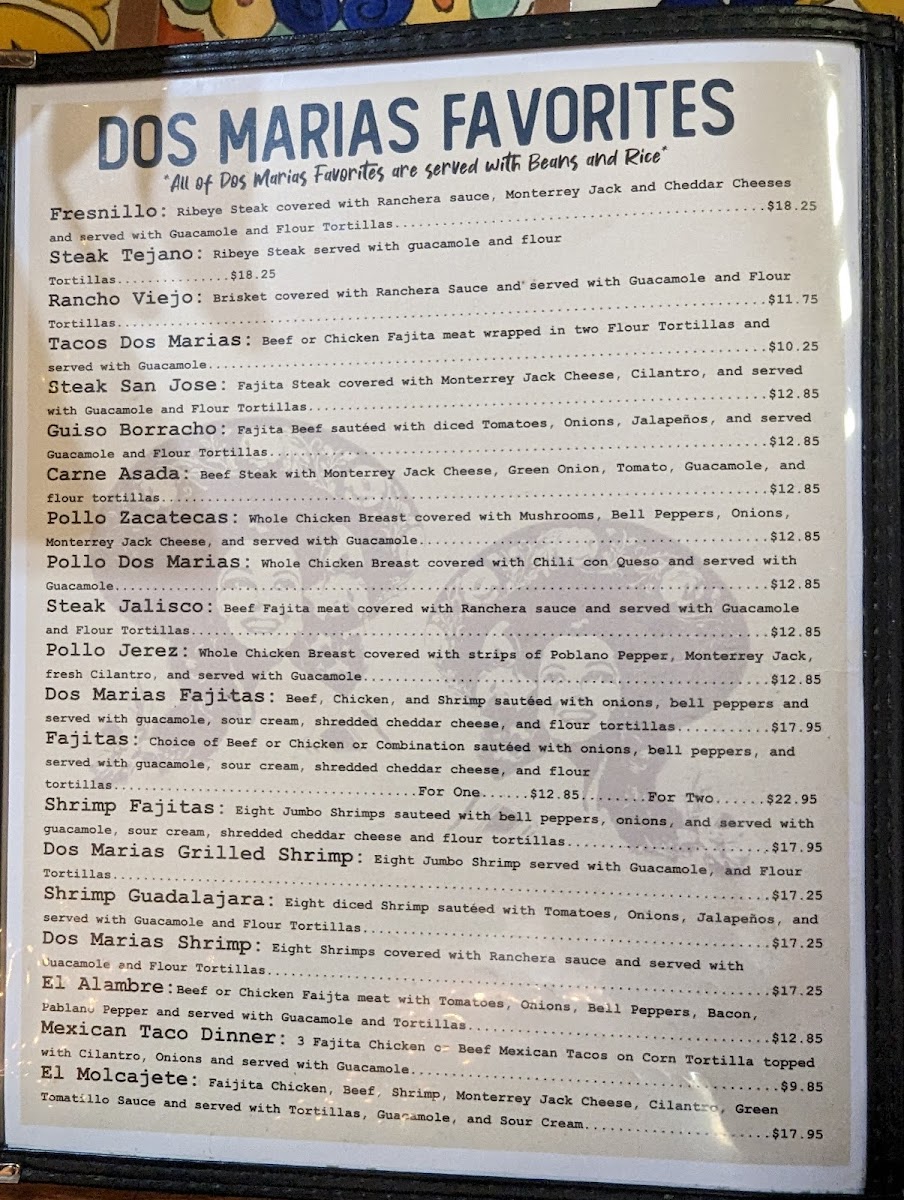 DOS MARIAS FAVORITES
"All of Dos Marias Favorites are served with Beans and Rice"
Fresnillo: Ribeye Steak covered with Ranchera sauce, Monterrey Jack and Cheddar Cheeses
and served with Guacamole and Flour Tortillas...............................................$18.25
Steak Tejano: Ribeye Steak served with guacamole and flour
Tortillas...............$18.25
Rancho Viejo: Brisket covered with Ranchera Sauce and served with Guacamole and Flour
Tortillas...............................................................................$11.75
Tacos Dos Marias: Beef or Chicken Fajita meat wrapped in two Flour Tortillas and
served with Guacamole....................................................................$10.25
Steak San Jose: Fajita Steak covered with Monterrey Jack Cheese, Cilantro, and served
with Guacamole and Flour Tortillas.......................................................$12.85
Guiso Borracho: Fajita Beef sautéed with diced Tomatoes, Onions, Jalapeños, and served
Guacamole and Flour Tortillas............................................................$12.85
Carne Asada: Beef Steak with Monterrey Jack Cheese, Green Onion, Tomato, Guacamole, and
flour tortillas..........................................................................$12.85
Pollo Zacatecas: Whole Chicken Breast covered with Mushrooms, Bell Peppers, Onions,
Monterrey Jack Cheese, and served with Guacamole.........................................$12.85
Pollo Dos Marias: Whole Chicken Breast covered with Chili con Queso and served with
Guacamole................................................................................$12.85
Steak Jalisco: Beef Fajita meat covered with Ranchera sauce and served with Guacamole
and Flour Tortillas......................................................................$12.85
Pollo Jerez: Whole Chicken Breast covered with strips of Poblano Pepper, Monterrey Jack,
fresh Cilantro, and served with Guacamole................................................$12.85
Dos Marias Fajitas: Beef, Chicken, and Shrimp sautéed with onions, bell peppers and
served with guacamole, sour cream, shredded cheddar cheese, and flour tortillas...........$17.95
Fajitas: Choice of Beef or Chicken or Combination sautéed with onions, bell peppers, and
served with guacamole, sour cream, shredded cheddar cheese, and flour
tortillas.....................................For One......$12.85........For Two......$22.95
Shrimp Fajitas: Eight Jumbo Shrimps sauteed with bell peppers, onions, and served with
guacamole, sour cream, shredded cheddar cheese and flour tortillas.........................$17.95
Dos Marias Grilled Shrimp: Eight Jumbo Shrimp served with Guacamole, and Flour
Tortillas................................................................................$17.25
Shrimp Guadalajara: Eight diced Shrimp sautéed with Tomatoes, Onions, Jalapeños, and
served with Guacamole and Flour Tortillas................................................$17.25
Dos Marias Shrimp: Eight Shrimps covered with Ranchera sauce and served with
Guacamole and Flour Tortillas............................................................$17.25
El Alambre:Beef or Chicken Faijta meat with Tomatoes, Onions, Bell Peppers, Bacon,
Pablano Pepper and served with Guacamole and Tortillas...................................$12.85
Mexican Taco Dinner: 3 Fajita Chicken or Beef Mexican Tacos on Corn Tortilla topped
with Cilantro, Onions and served with Guacamole..........................................$9.85
El Molcajete: Faijita Chicken, Beef, Shrimp, Monterrey Jack Cheese, Cilantro, Green
Tomatillo Sauce and served with Tortillas, Guacamole, and Sour Cream.....................$17.95